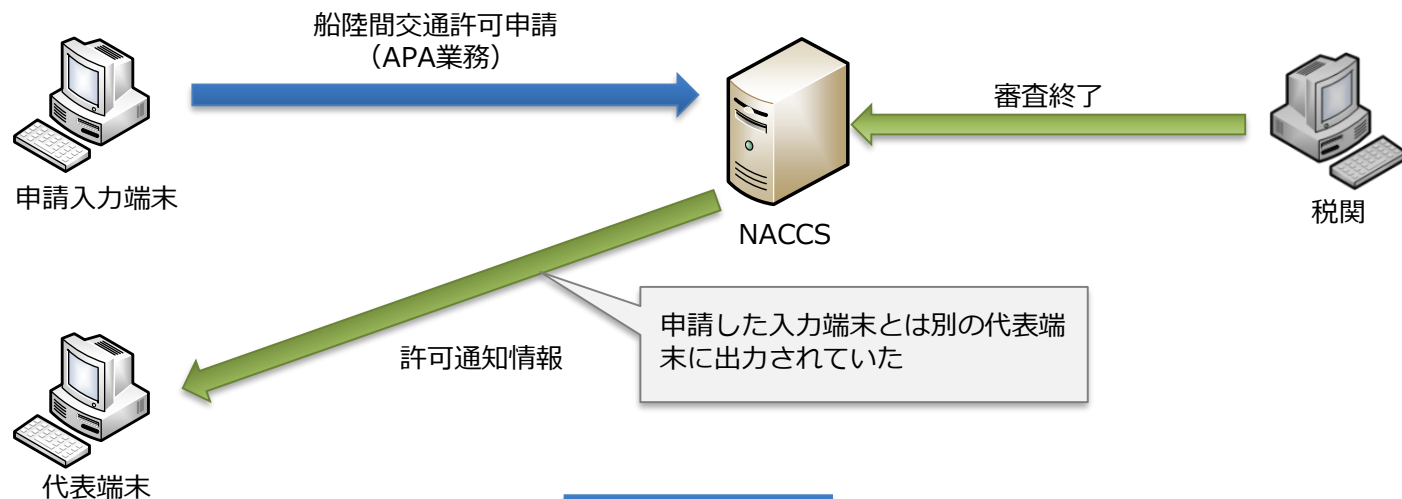 船陸間交通許可申請
（APA業務）
審査終了
申請入力端末
NACCS
税関
申請した入力端末とは別の代表端
末に出力されていた
許可通知情報
代表端末